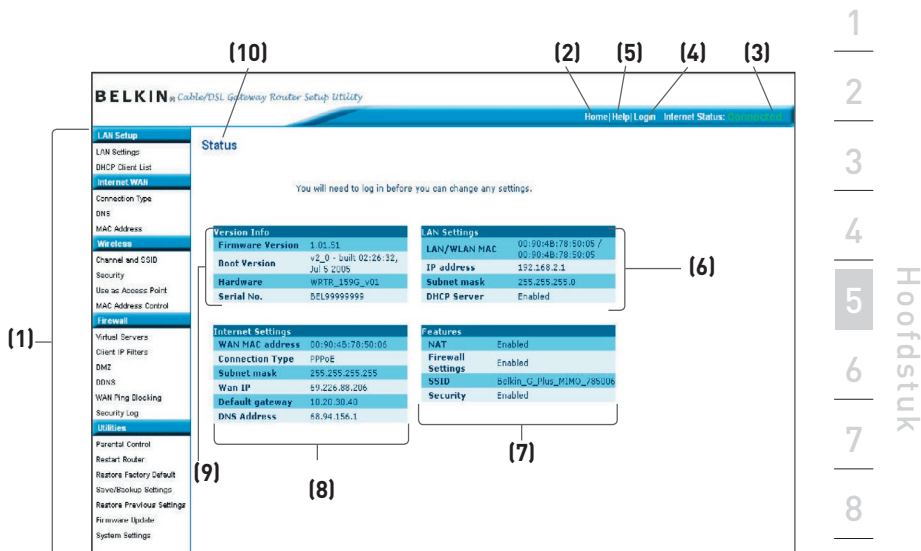 (10)
(2)
(5)
(4)
(3)
BELKIN® Cable/DSL Gateway Router Setup Utility
Home|Help|Login Internet Status: Connected
LAN Setup
LAN Settings
DHCP Client List
Internet WAN
Connection Type
DNS
MAC Address
Wireless
Channel and SSID
Security
Use as Access Point
MAC Address Control
Firewall
Virtual Servers
Client IP Filters
DMZ
DDNS
WAN Ping Blocking
Security Log
Utilities
Parental Control
Restart Router
Restore Factory Default
Save/Backup Settings
Restore Previous Settings
Firmware Update
System Settings
(1)
Status
You will need to log in before you can change any settings.
Version Info
Firmware Version 1.01.51
Boot Version v2_0 - built 02:26:32,
Jul 5 2005
Hardware WRTR_159G_v01
Serial No. BEL99999999
(9)
LAN Settings
LAN/WLAN MAC 00:90:4B:78:50:05 /
00:90:4B:78:50:05
IP address 192.168.2.1
Subnet mask 255.255.255.0
DHCP Server Enabled
(6)
Internet Settings
WAN MAC address 00:90:4B:78:50:06
Connection Type PPPoE
Subnet mask 255.255.255.255
Wan IP 69.226.88.206
Default gateway 10.20.30.40
DNS Address 68.94.156.1
(8)
Features
NAT Enabled
Firewall
Settings Enabled
SSID Belkin_G_Plus_MIMO_785006
Security Enabled
(7)
1
2
3
4
5
6
7
8
Hoofdstuk